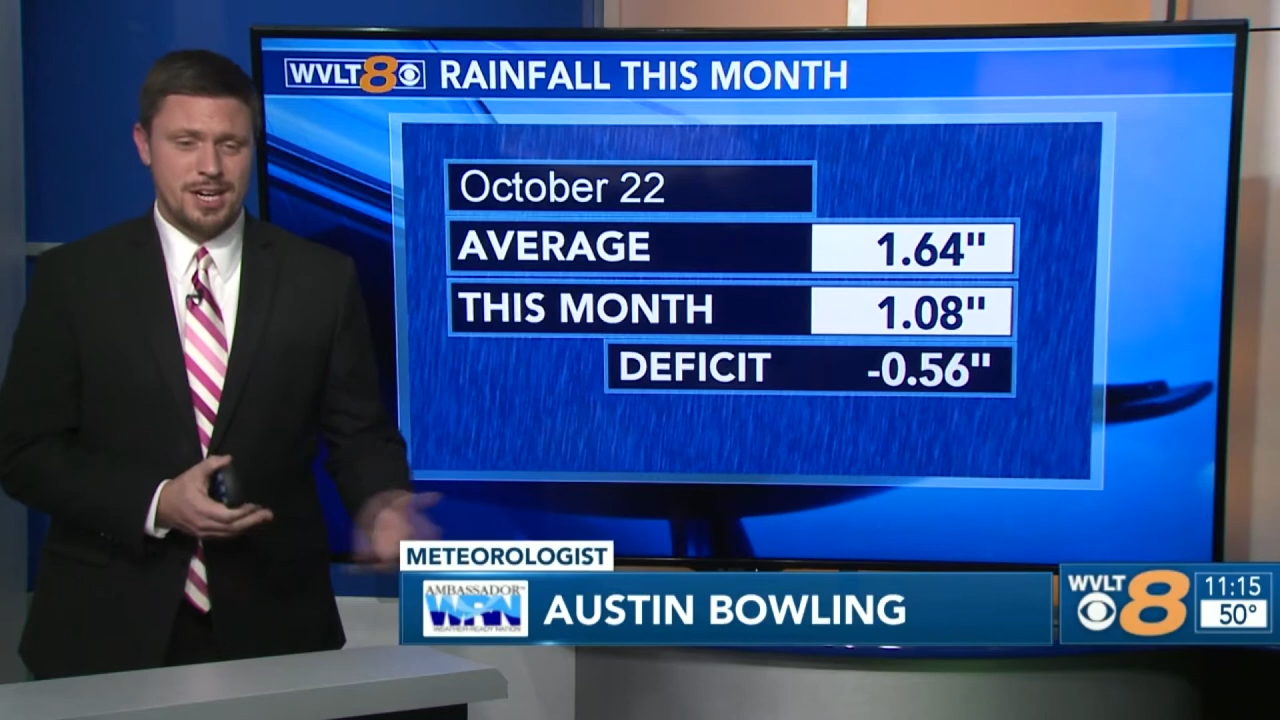 WVLT 8 RAINFALL THIS MONTH
October 22
AVERAGE 1.64"
THIS MONTH 1.08"
DEFICIT -0.56"
METEOROLOGIST
AMBASSADOR™
WRN
WEATHER-READY NATION
AUSTIN BOWLING
WVLT 8
11:15
50°